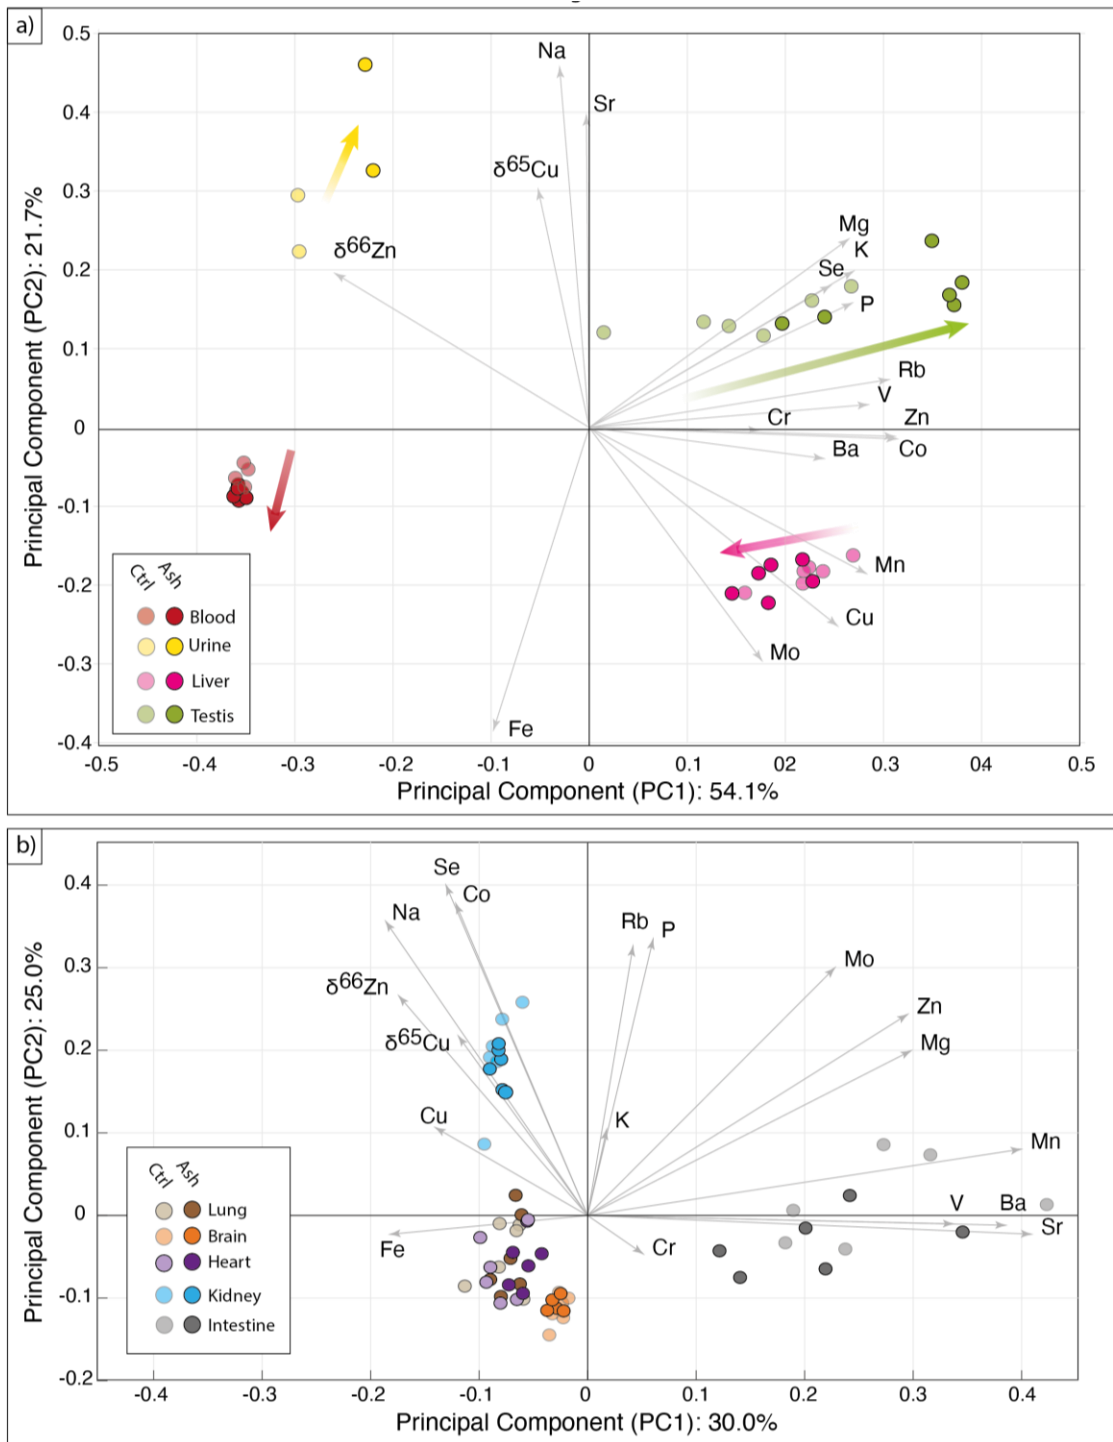 a)
0.5
0.4
0.3
0.2
0.1
0
-0.1
-0.2
-0.3
-0.4
Principal Component (PC2): 21.7%
Na
Sr
δ⁶⁵Cu
δ⁶⁶Zn
Mg
K
Se
P
Rb
V
Cr
Zn
Ba
Co
Mn
Cu
Mo
Fe
Ctrl
Ash
Blood
Urine
Liver
Testis
-0.5 -0.4 -0.3 -0.2 -0.1 0 0.1 0.2 0.3 0.4 0.5
Principal Component (PC1): 54.1%
b)
0.4
0.3
0.2
0.1
0
-0.1
-0.2
Principal Component (PC2): 25.0%
Se
Co
Na
Rb P
Mo
δ⁶⁶Zn
Zn
δ⁶⁵Cu
Mg
Cu
K
Mn
V Ba
Sr
Fe
Cr
Ctrl
Ash
Lung
Brain
Heart
Kidney
Intestine
-0.4 -0.3 -0.2 -0.1 0 0.1 0.2 0.3 0.4
Principal Component (PC1): 30.0%